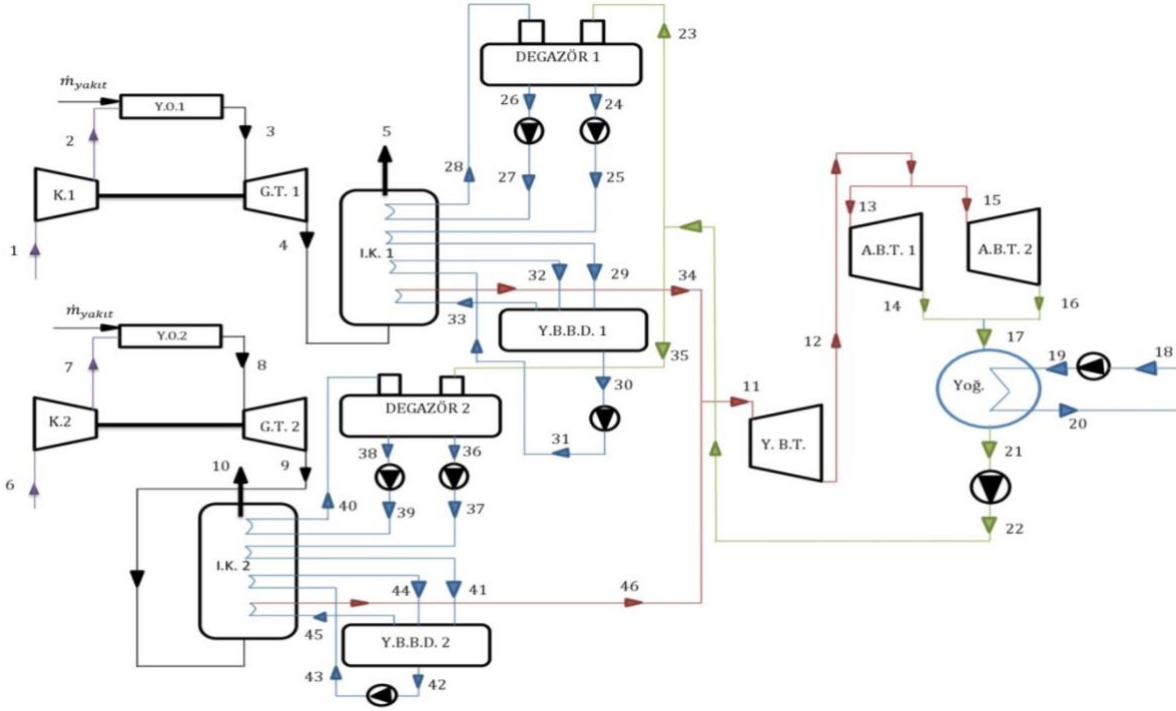 23
DEGAZÖR 1
26
24
ṁyakıt
Y.O.1
2
3
5
28
27
25
K.1
G.T. 1
13
15
1
4
I.K. 1
A.B.T. 1
A.B.T. 2
32
29
34
14
16
33
Y.B.B.D. 1
ṁyakıt
Y.O.2
7
8
12
17
35
19
18
Yoğ.
30
11
20
DEGAZÖR 2
K.2
G.T. 2
31
Y. B.T.
38
36
21
10
9
6
40
39
37
22
I.K. 2
44
41
46
45
Y.B.B.D. 2
43
42